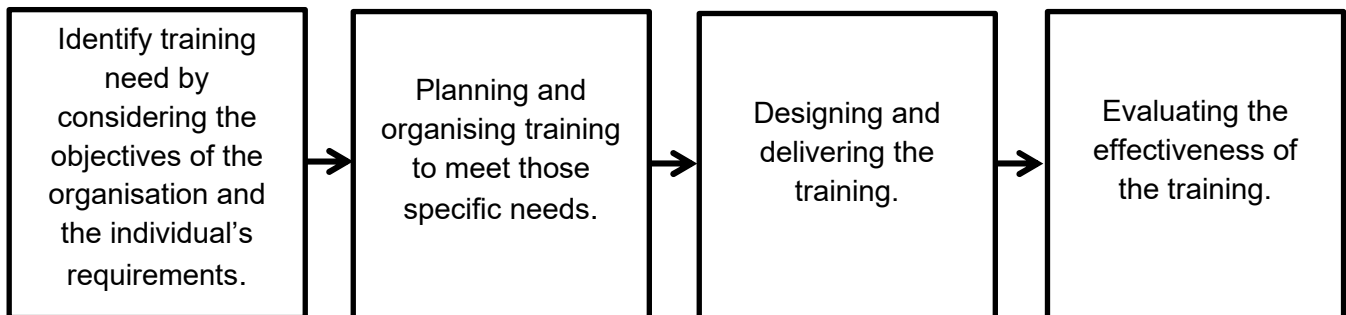 Identify training
need by
considering the
objectives of the
organisation and
the individual’s
requirements.
Planning and
organising training
to meet those
specific needs.
Designing and
delivering the
training.
Evaluating the
effectiveness of
the training.